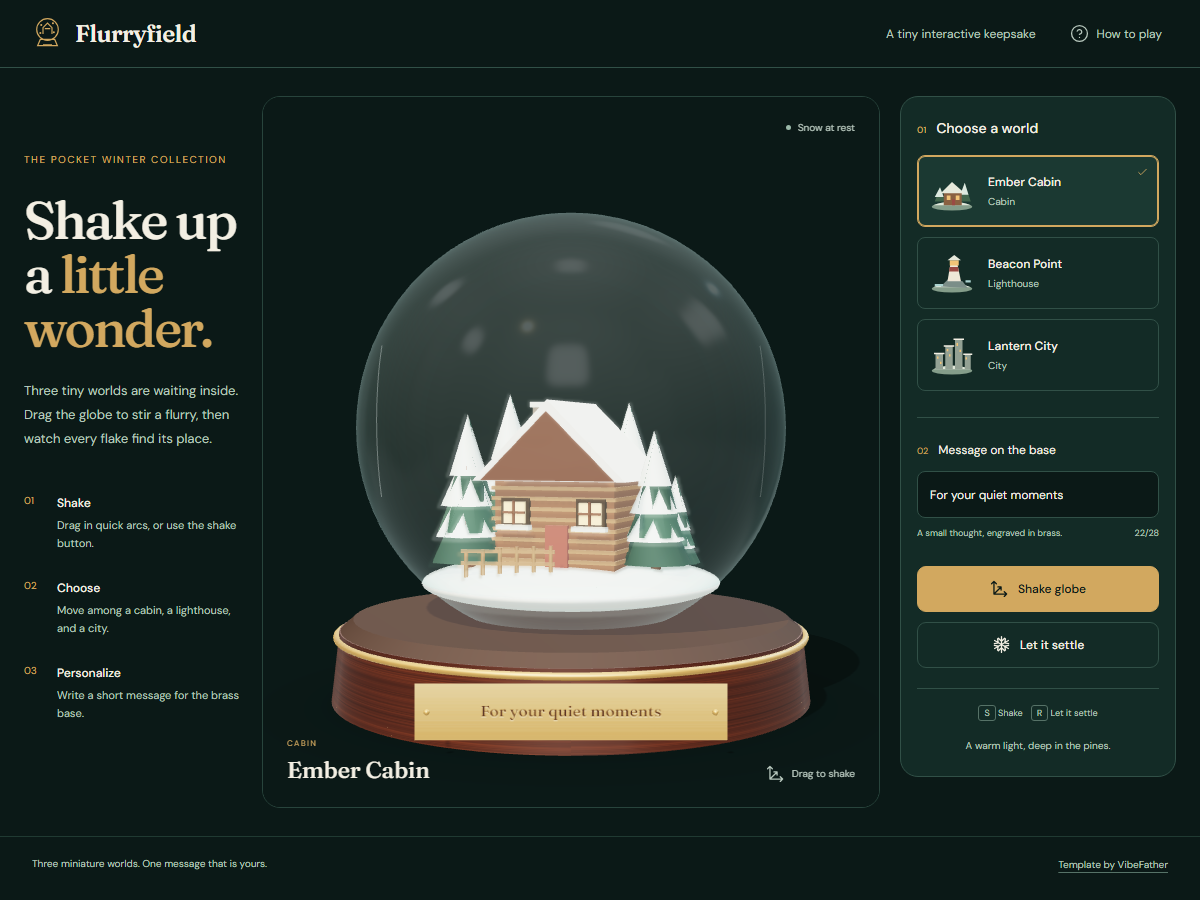 Flurryfield
A tiny interactive keepsake
? How to play
THE POCKET WINTER COLLECTION
Shake up
a little
wonder.
Three tiny worlds are waiting inside.
Drag the globe to stir a flurry, then
watch every flake find its place.
01 Shake
Drag in quick arcs, or use the shake
button.
02 Choose
Move among a cabin, a lighthouse,
and a city.
03 Personalize
Write a short message for the brass
base.
Snow at rest
For your quiet moments
CABIN
Ember Cabin
Drag to shake
01 Choose a world
Ember Cabin
Cabin
Beacon Point
Lighthouse
Lantern City
City
02 Message on the base
For your quiet moments
A small thought, engraved in brass. 22/28
Shake globe
Let it settle
S Shake R Let it settle
A warm light, deep in the pines.
Three miniature worlds. One message that is yours.
Template by VibeFather